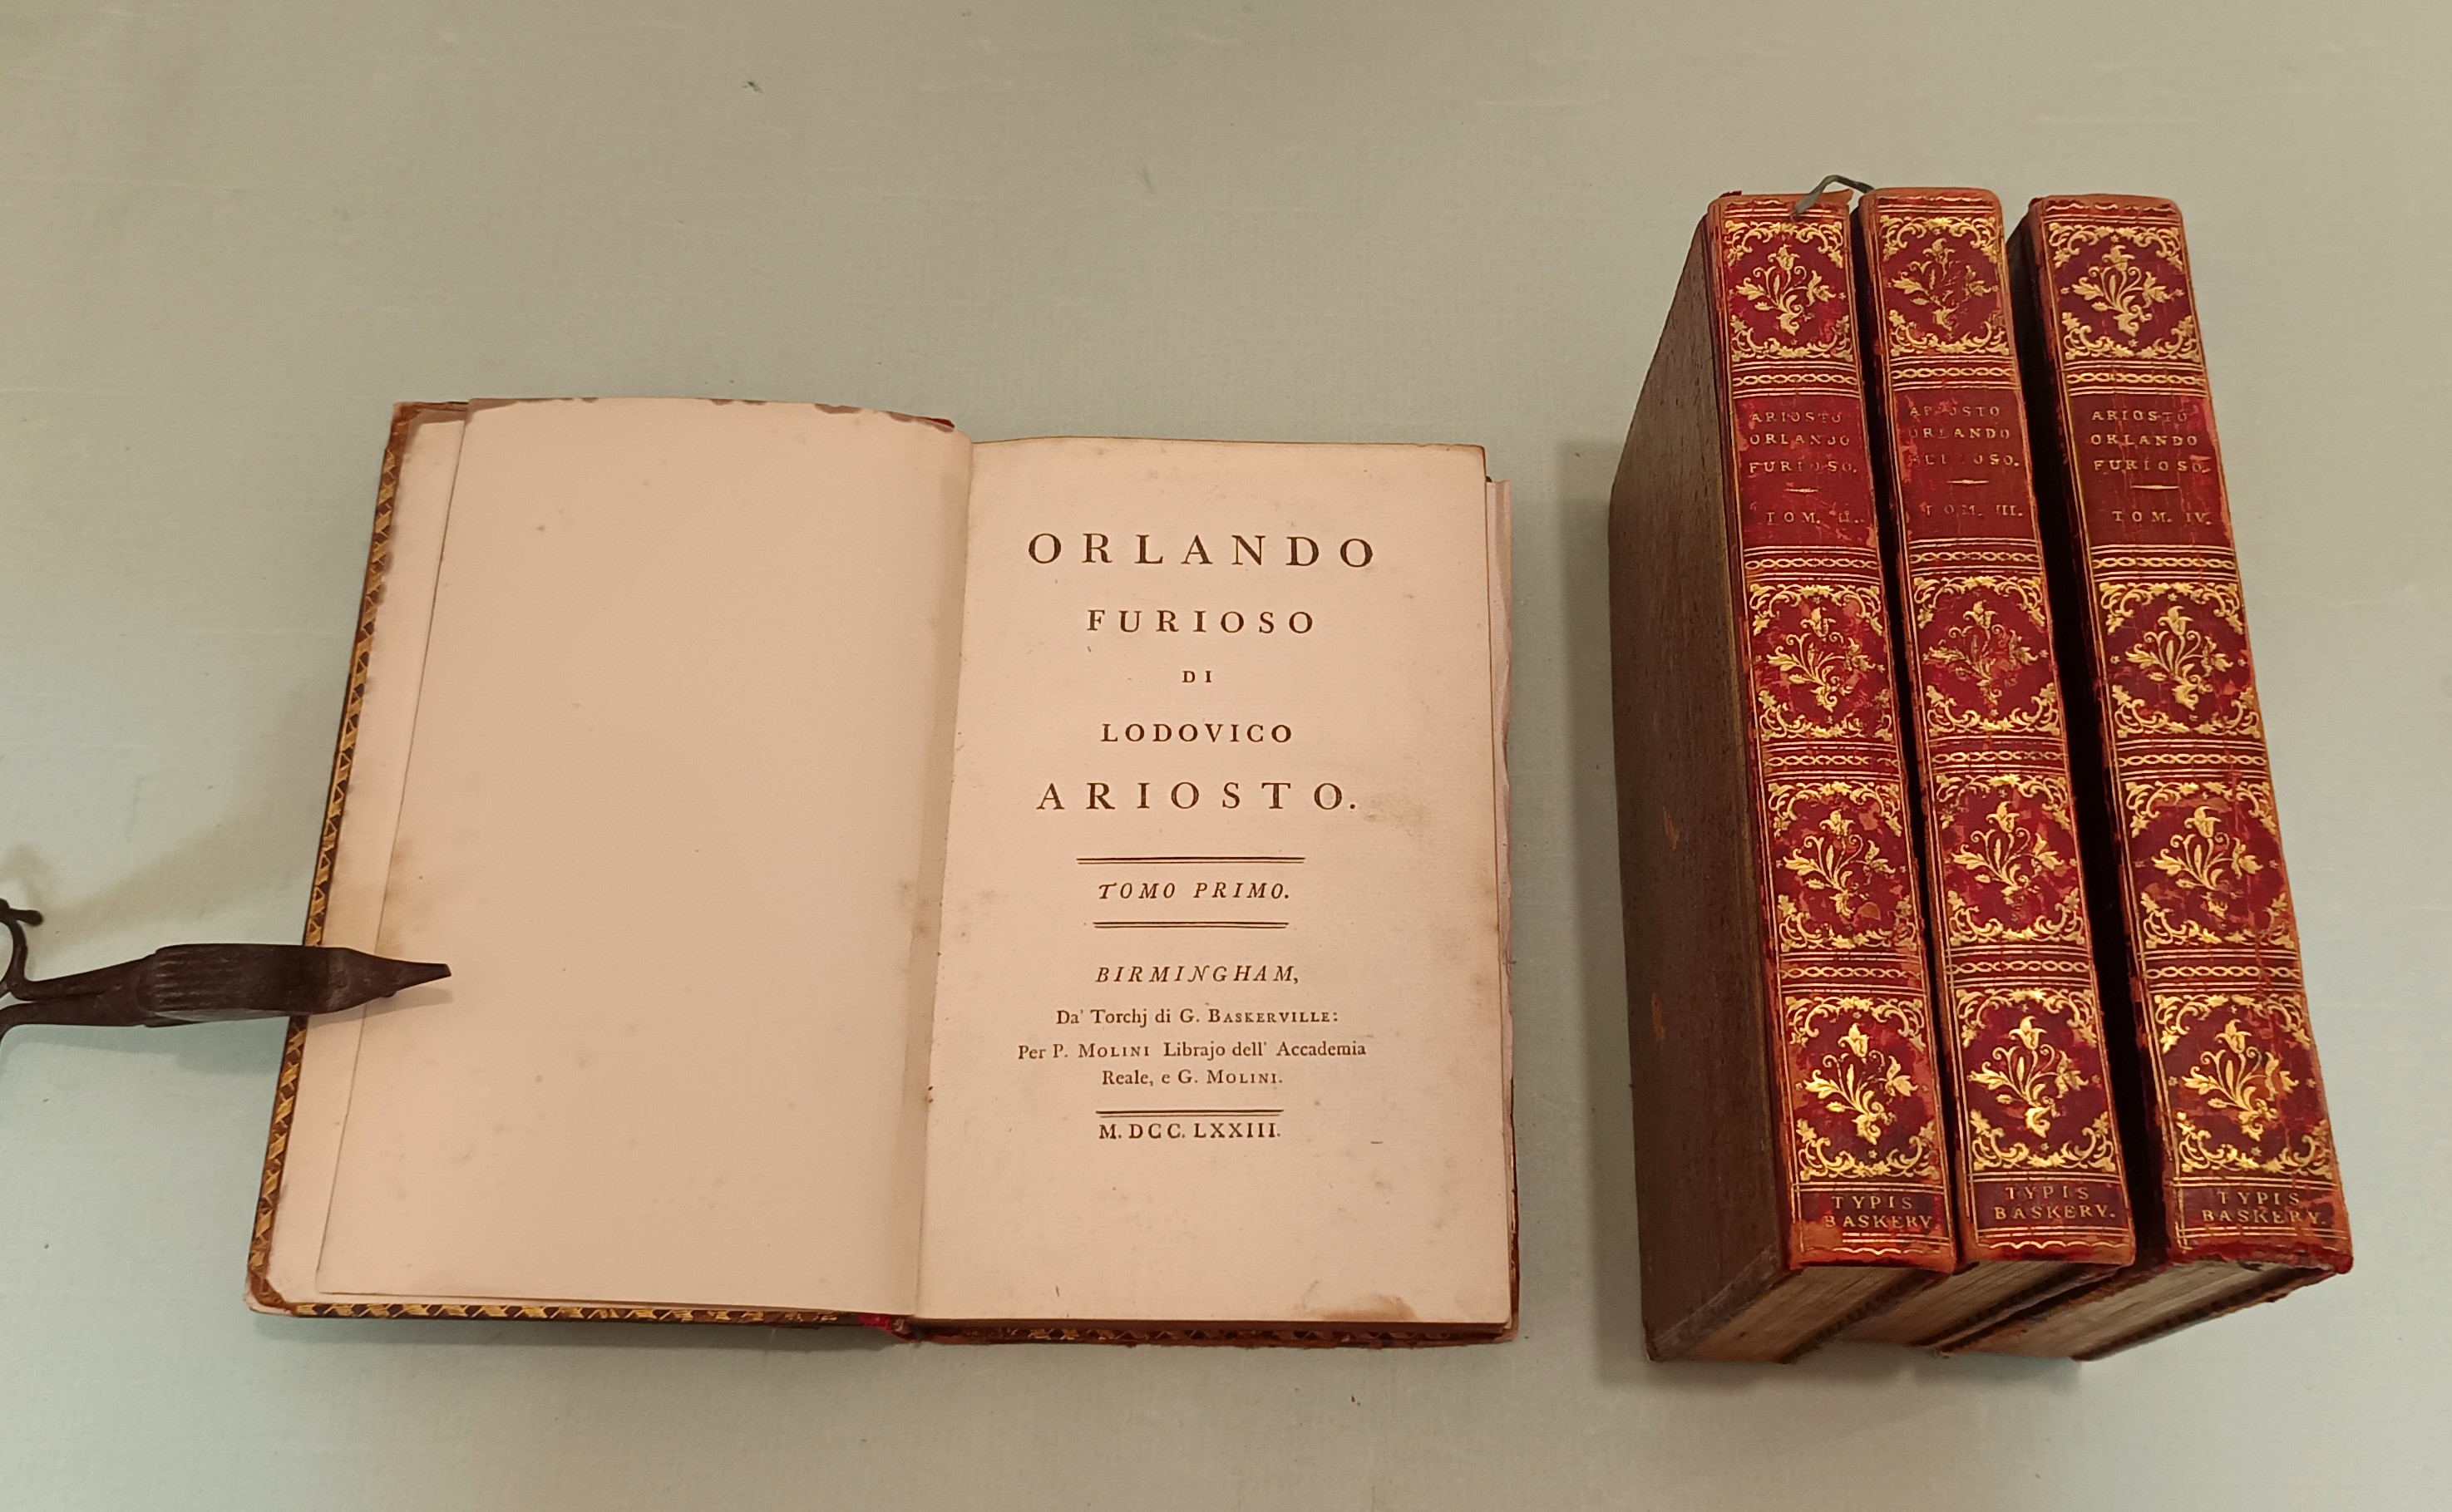 ORLANDO
FURIOSO
DI
LODOVICO
ARIOSTO.
TOMO PRIMO.
BIRMINGHAM,
Da' Torchj di G. BASKERVILLE:
Per P. MOLINI Librajo dell' Accademia
Reale, e G. MOLINI.
M. DCC. LXXIII.
ARIOSTO
ORLANDO
FURIOSO.
TOM. II.
TYPIS
BASKERV.
ARIOSTO
ORLANDO
FURIOSO.
TOM. III.
TYPIS
BASKERV.
ARIOSTO
ORLANDO
FURIOSO.
TOM. IV.
TYPIS
BASKERV.